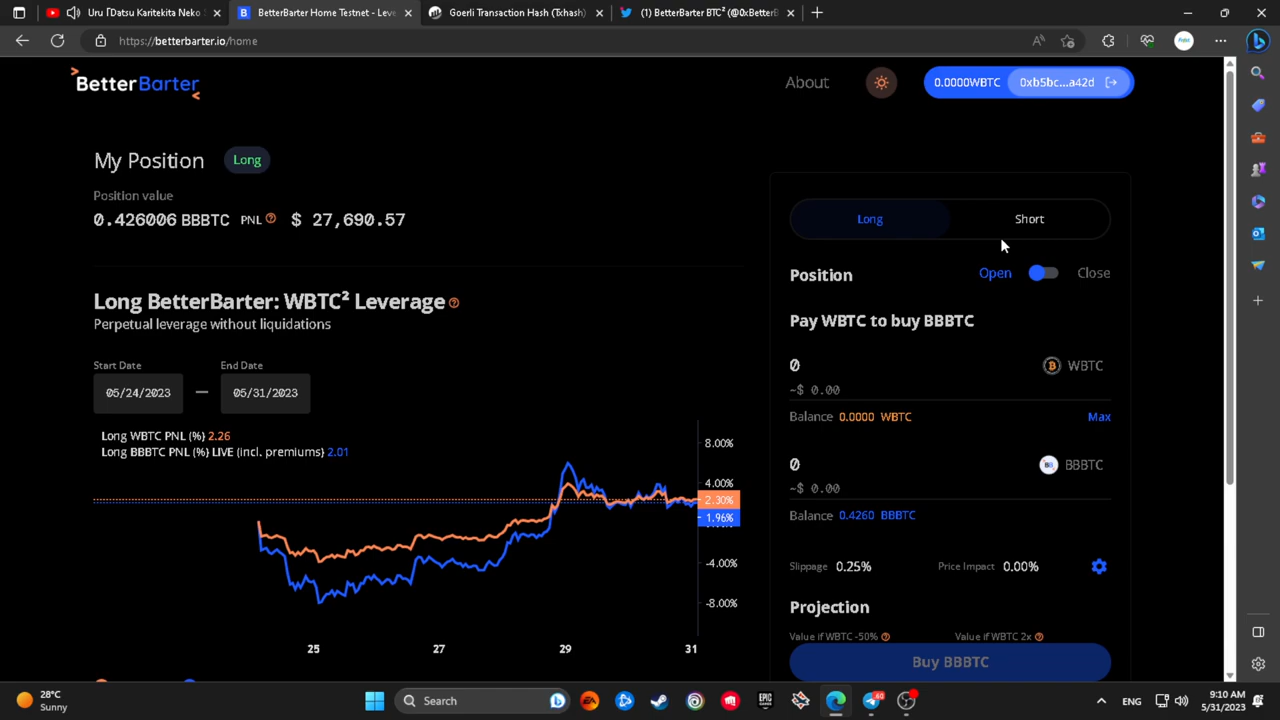 Uru『Datsu Karitekita Neko
BetterBarter Home Testnet - Leve
Goerli Transaction Hash (Txhash)
(1) BetterBarter BTC² (@0xBetterB
https://betterbarter.io/home
BetterBarter
About
0.0000WBTC
0xb5bc...a42d
My Position
Long
Position value
0.426006 BBBTC PNL $ 27,690.57
Long BetterBarter: WBTC² Leverage
Perpetual leverage without liquidations
Start Date
End Date
05/24/2023
—
05/31/2023
Long WBTC PNL (%) 2.26
Long BBBTC PNL (%) LIVE (incl. premiums) 2.01
8.00%
4.00%
2.30%
1.96%
-4.00%
-8.00%
25
27
29
31
Long
Short
Position
Open
Close
Pay WBTC to buy BBBTC
0
WBTC
~$ 0.00
Balance 0.0000 WBTC
Max
0
BBBTC
~$ 0.00
Balance 0.4260 BBBTC
Slippage 0.25%
Price Impact 0.00%
Projection
Value if WBTC -50%
Value if WBTC 2x
Buy BBBTC
28°C
Sunny
Search
ENG
9:10 AM
5/31/2023